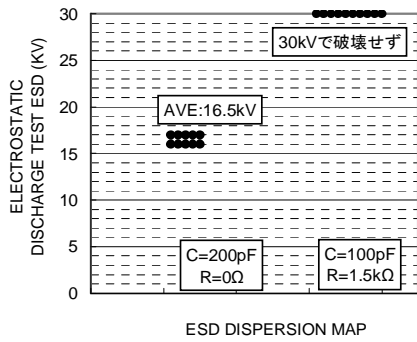 ELECTROSTATIC
DISCHARGE TEST ESD (KV)
30
25
20
15
10
5
0
30kVで破壊せず
AVE:16.5kV
C=200pF
R=0Ω
C=100pF
R=1.5kΩ
ESD DISPERSION MAP